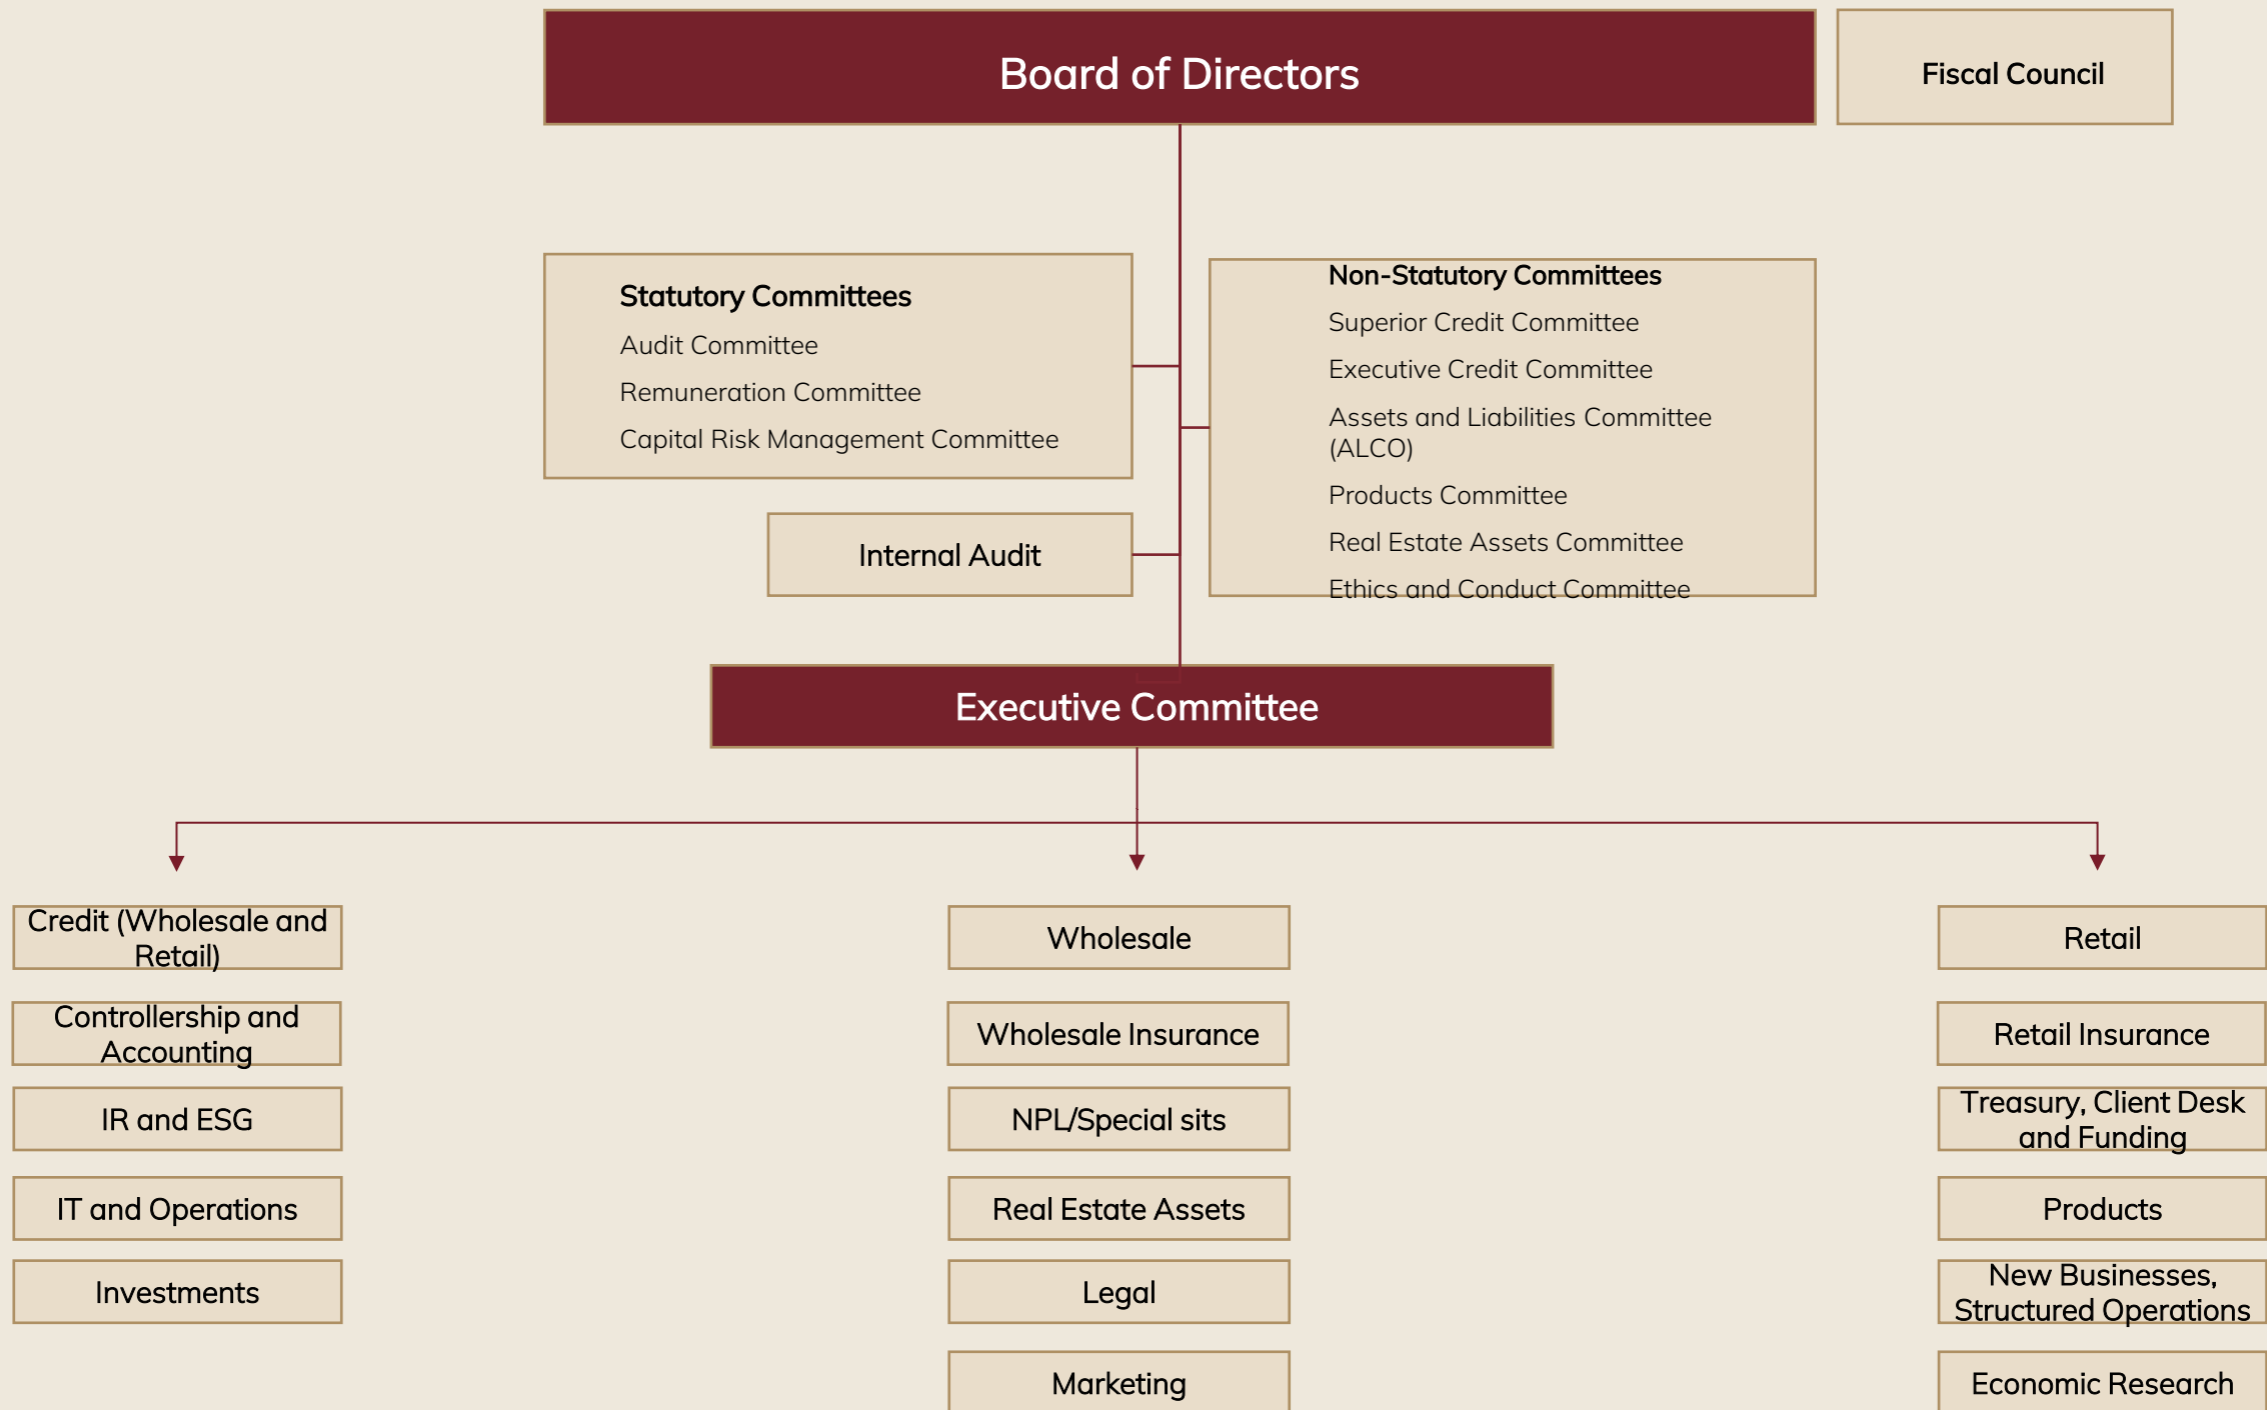 Board of Directors
Fiscal Council
Statutory Committees
Audit Committee
Remuneration Committee
Capital Risk Management Committee
Non-Statutory Committees
Superior Credit Committee
Executive Credit Committee
Assets and Liabilities Committee
(ALCO)
Products Committee
Real Estate Assets Committee
Ethics and Conduct Committee
Internal Audit
Executive Committee
Credit (Wholesale and
Retail)
Controllership and
Accounting
IR and ESG
IT and Operations
Investments
Wholesale
Wholesale Insurance
NPL/Special sits
Real Estate Assets
Legal
Marketing
Retail
Retail Insurance
Treasury, Client Desk
and Funding
Products
New Businesses,
Structured Operations
Economic Research